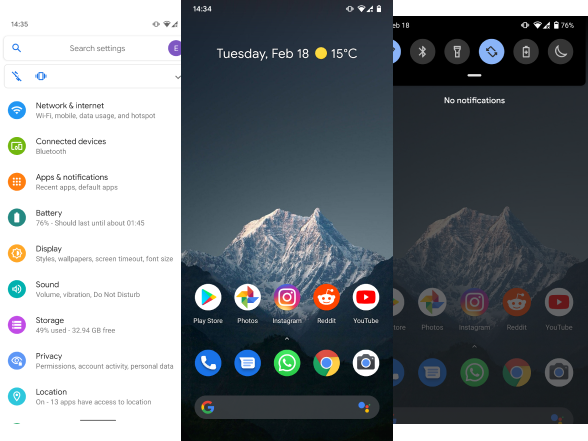 14:35
Search settings
E
Network & internet
Wi-Fi, mobile, data usage, and hotspot
Connected devices
Bluetooth
Apps & notifications
Recent apps, default apps
Battery
76% - Should last until about 01:45
Display
Styles, wallpapers, screen timeout, font size
Sound
Volume, vibration, Do Not Disturb
Storage
49% used - 32.94 GB free
Privacy
Permissions, account activity, personal data
Location
On - 13 apps have access to location
14:34
Tuesday, Feb 18 15°C
Play Store Photos Instagram Reddit YouTube
G
eb 18 76%
No notifications
tore Photos Instagram Reddit YouTube